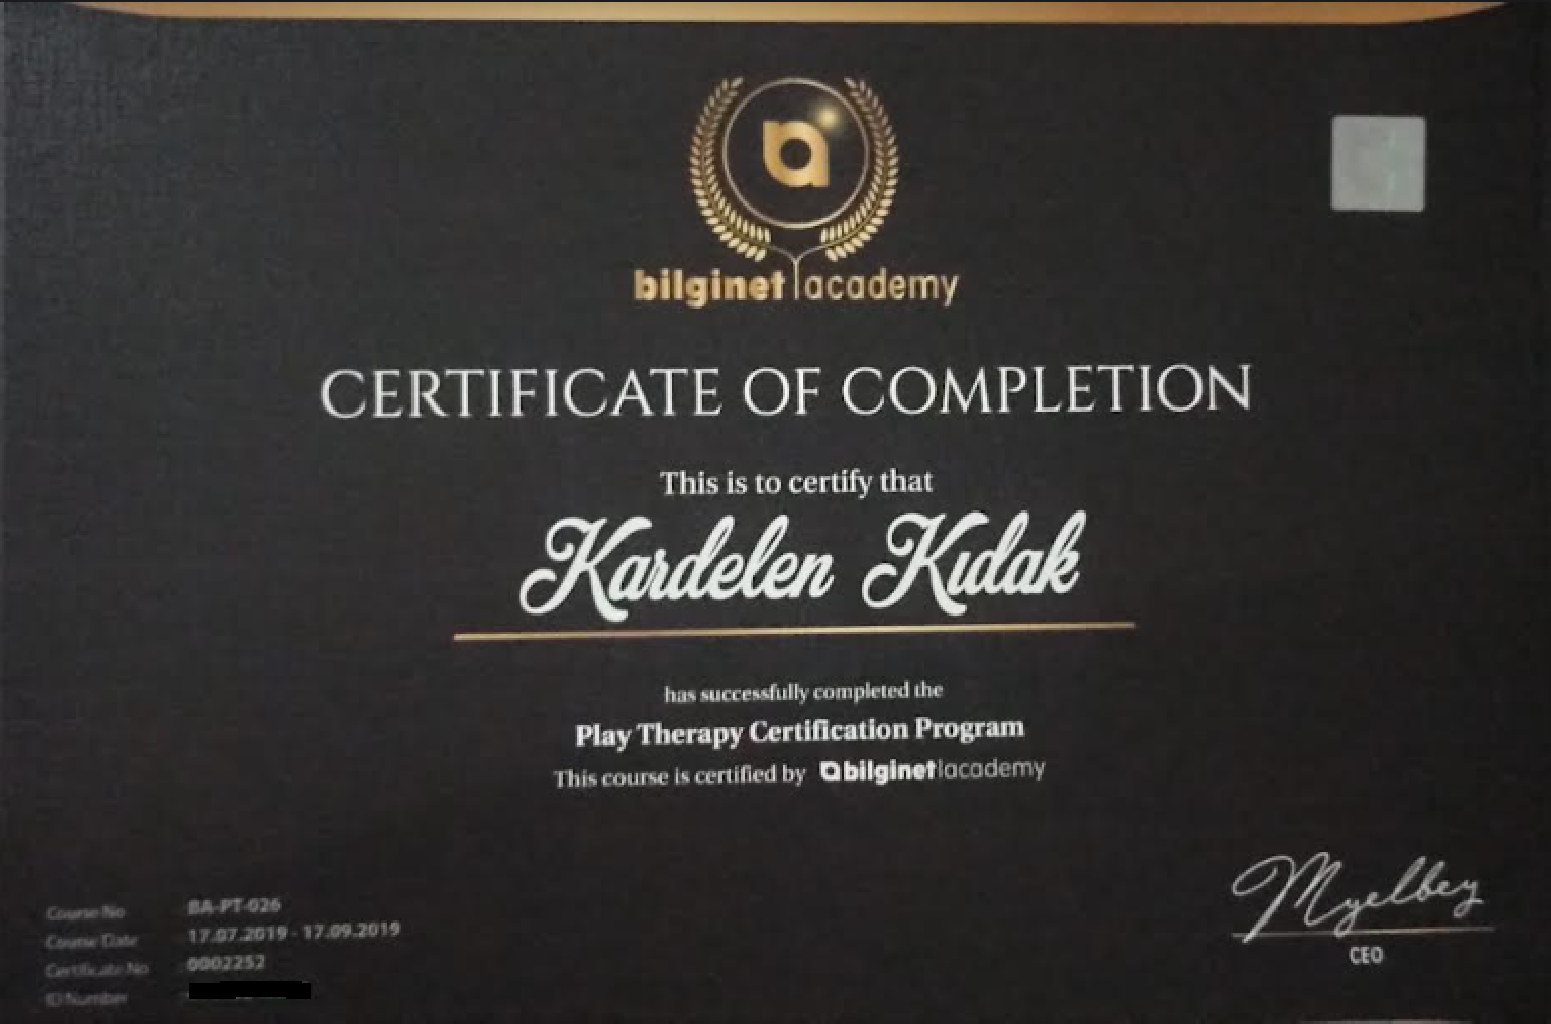 a
bilginet academy
CERTIFICATE OF COMPLETION
This is to certify that
Kardelen Kıdak
has successfully completed the
Play Therapy Certification Program
This course is certified by bilginet academy
Myelbey
CEO
Course No BA-PT-026
Course Date 17.07.2019 - 17.09.2019
Certificate No 0002252
ID Number